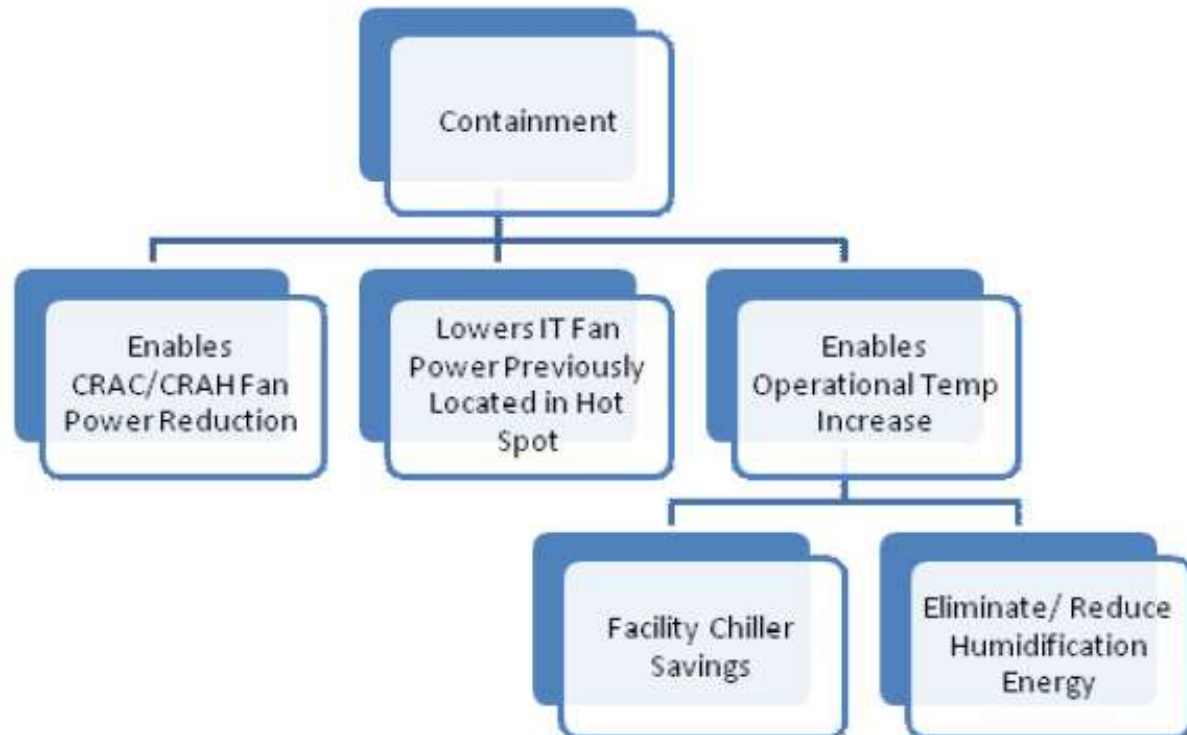 Containment
Enables
CRAC/CRAH Fan
Power Reduction
Lowers IT Fan
Power Previously
Located in Hot
Spot
Enables
Operational Temp
Increase
Facility Chiller
Savings
Eliminate/ Reduce
Humidification
Energy